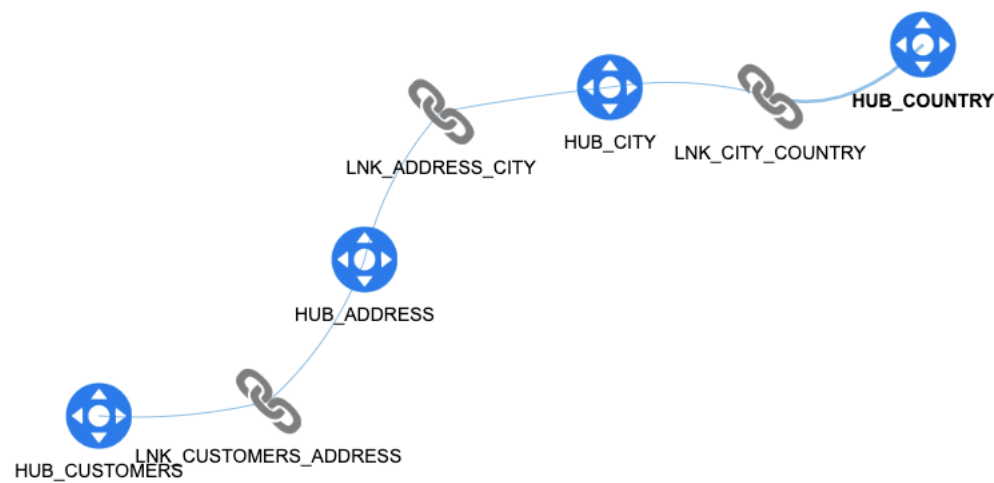 HUB_COUNTRY
HUB_CITY
LNK_CITY_COUNTRY
LNK_ADDRESS_CITY
HUB_ADDRESS
LNK_CUSTOMERS_ADDRESS
HUB_CUSTOMERS